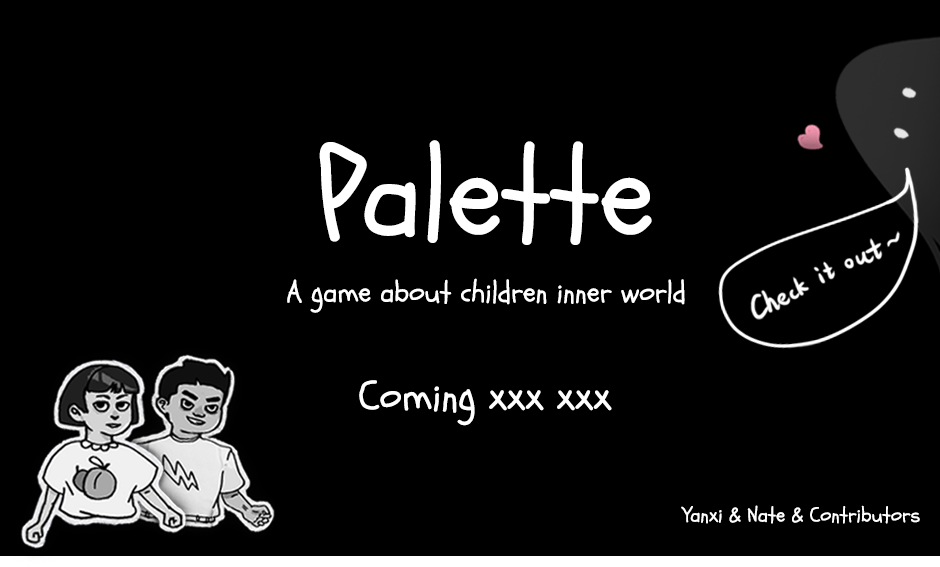 Palette
A game about children inner world
Check it out~
Coming xxx xxx
Yanxi & Nate & Contributors